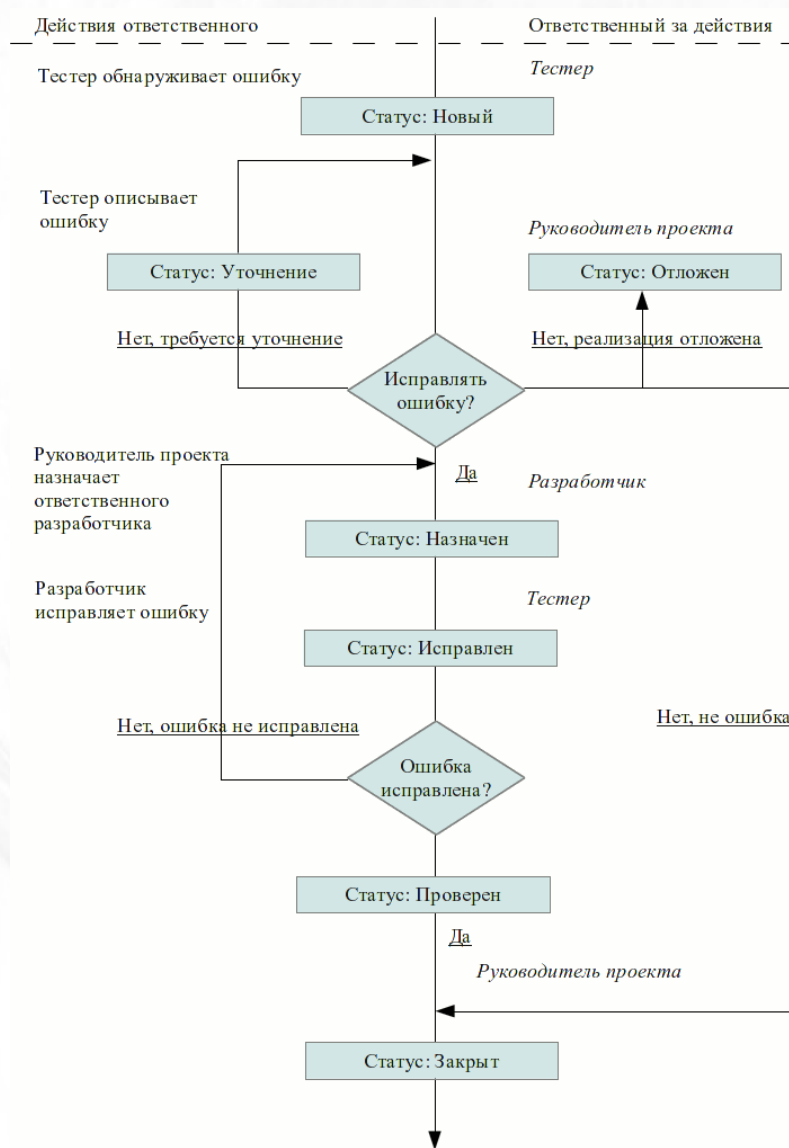 Действия ответственного
Ответственный за действия
Тестер обнаруживает ошибку
Тестер
Статус: Новый
Тестер описывает
ошибку
Руководитель проекта
Статус: Уточнение
Статус: Отложен
Нет, требуется уточнение
Нет, реализация отложена
Исправлять
ошибку?
Руководитель проекта
назначает
ответственного
разработчика
Да
Разработчик
Статус: Назначен
Разработчик
исправляет ошибку
Тестер
Статус: Исправлен
Нет, ошибка не исправлена
Нет, не ошибка
Ошибка
исправлена?
Статус: Проверен
Да
Руководитель проекта
Статус: Закрыт